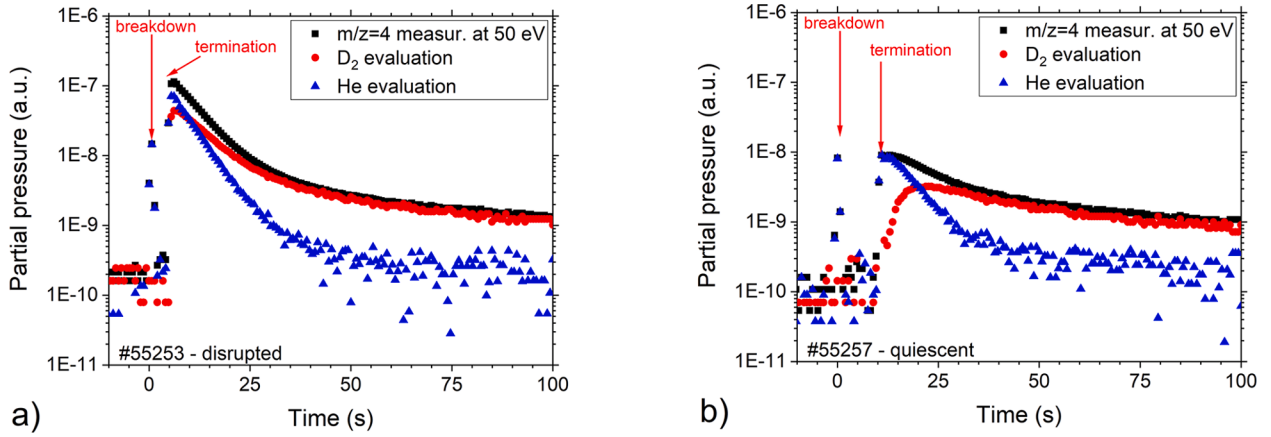 1E-6
breakdown
m/z=4 measur. at 50 eV
D₂ evaluation
He evaluation
termination
1E-7
1E-8
1E-9
1E-10
1E-11
Partial pressure (a.u.)
#55253 - disrupted
0 25 50 75 100
Time (s)
a)
1E-6
breakdown
m/z=4 measur. at 50 eV
D₂ evaluation
He evaluation
termination
1E-7
1E-8
1E-9
1E-10
1E-11
Partial pressure (a.u.)
#55257 - quiescent
0 25 50 75 100
Time (s)
b)